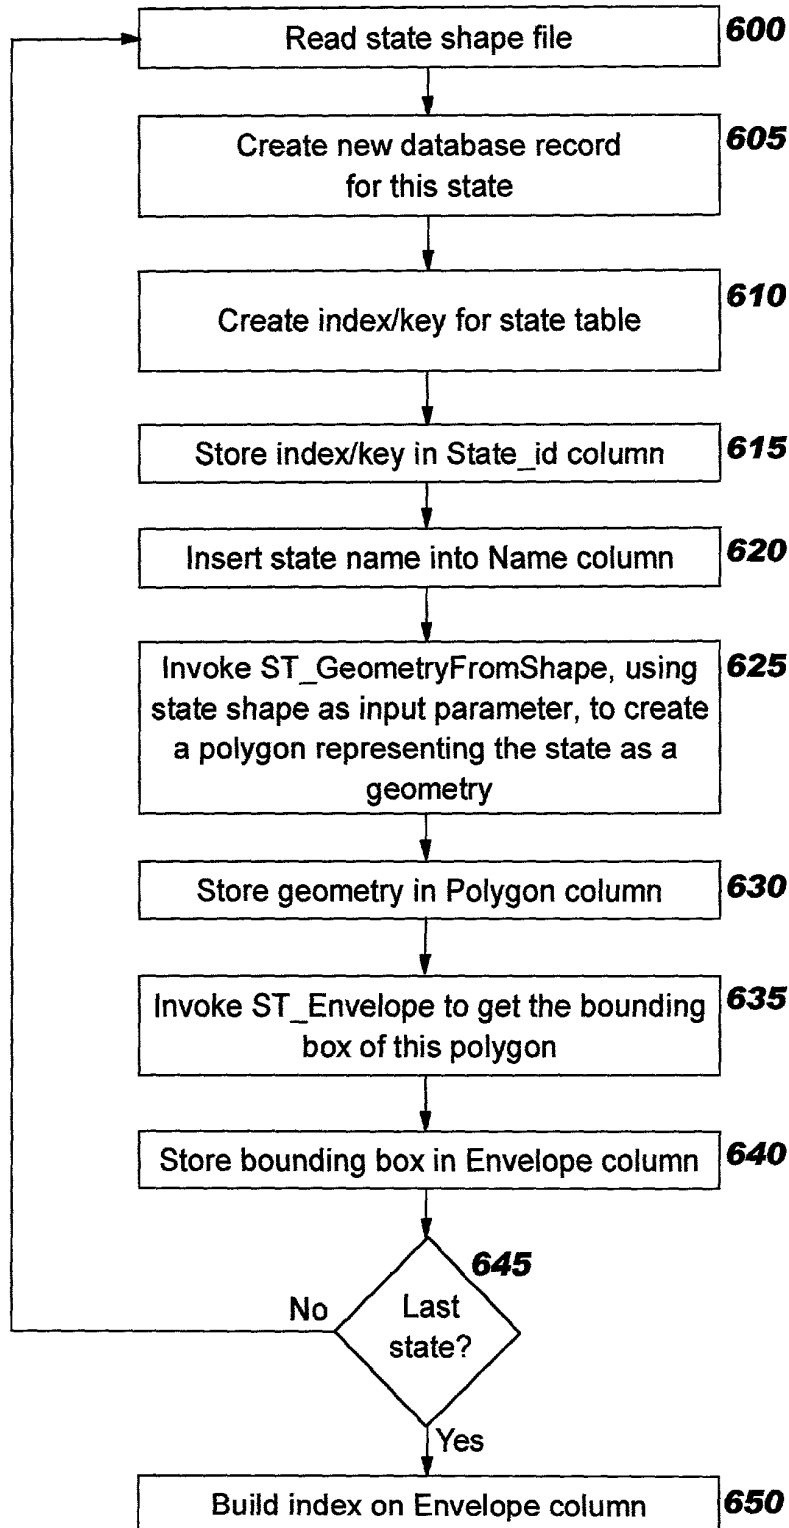 Read state shape file
600
Create new database record
for this state
605
Create index/key for state table
610
Store index/key in State_id column
615
Insert state name into Name column
620
Invoke ST_GeometryFromShape, using
state shape as input parameter, to create
a polygon representing the state as a
geometry
625
Store geometry in Polygon column
630
Invoke ST_Envelope to get the bounding
box of this polygon
635
Store bounding box in Envelope column
640
645
No
Last
state?
Yes
Build index on Envelope column
650